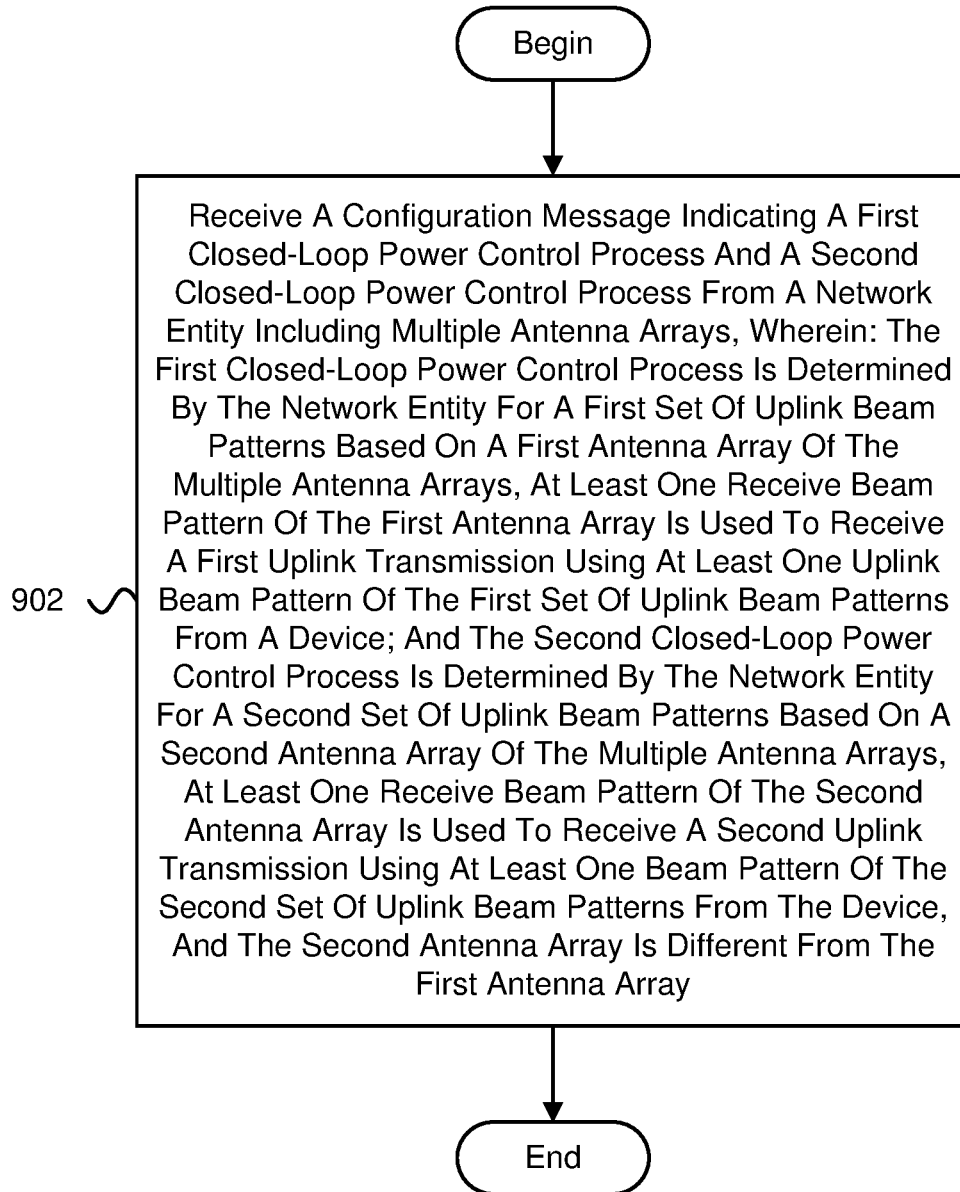 Begin
Receive A Configuration Message Indicating A First
Closed-Loop Power Control Process And A Second
Closed-Loop Power Control Process From A Network
Entity Including Multiple Antenna Arrays, Wherein: The
First Closed-Loop Power Control Process Is Determined
By The Network Entity For A First Set Of Uplink Beam
Patterns Based On A First Antenna Array Of The
Multiple Antenna Arrays, At Least One Receive Beam
Pattern Of The First Antenna Array Is Used To Receive
A First Uplink Transmission Using At Least One Uplink
Beam Pattern Of The First Set Of Uplink Beam Patterns
From A Device; And The Second Closed-Loop Power
Control Process Is Determined By The Network Entity
For A Second Set Of Uplink Beam Patterns Based On A
Second Antenna Array Of The Multiple Antenna Arrays,
At Least One Receive Beam Pattern Of The Second
Antenna Array Is Used To Receive A Second Uplink
Transmission Using At Least One Beam Pattern Of The
Second Set Of Uplink Beam Patterns From The Device,
And The Second Antenna Array Is Different From The
First Antenna Array
902
End